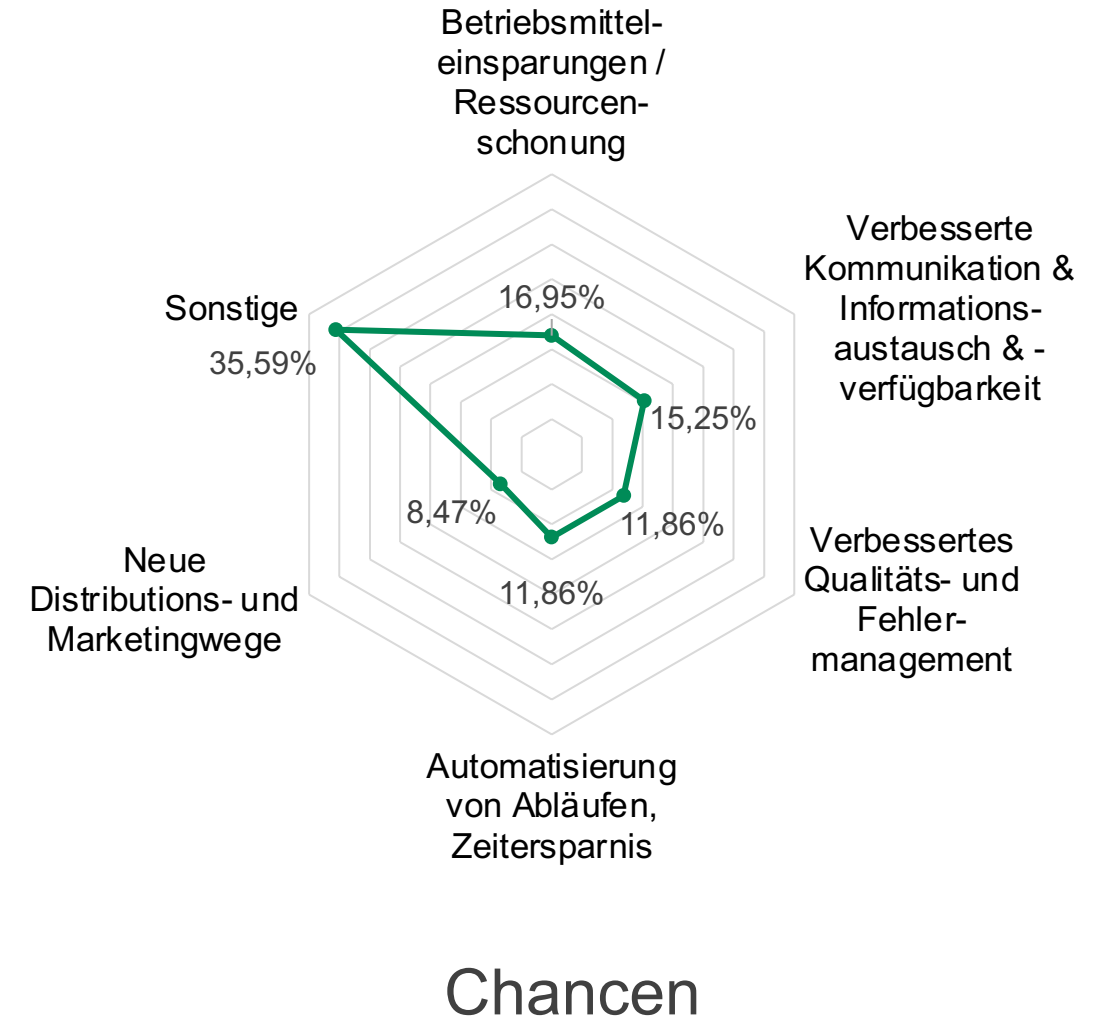 Betriebsmittel-
einsparungen /
Ressourcen-
schonung
16,95%
Verbesserte
Kommunikation &
Informations-
austausch & -
verfügbarkeit
15,25%
Verbessertes
Qualitäts- und
Fehler-
management
11,86%
Automatisierung
von Abläufen,
Zeitersparnis
11,86%
Neue
Distributions- und
Marketingwege
8,47%
Sonstige
35,59%
Chancen